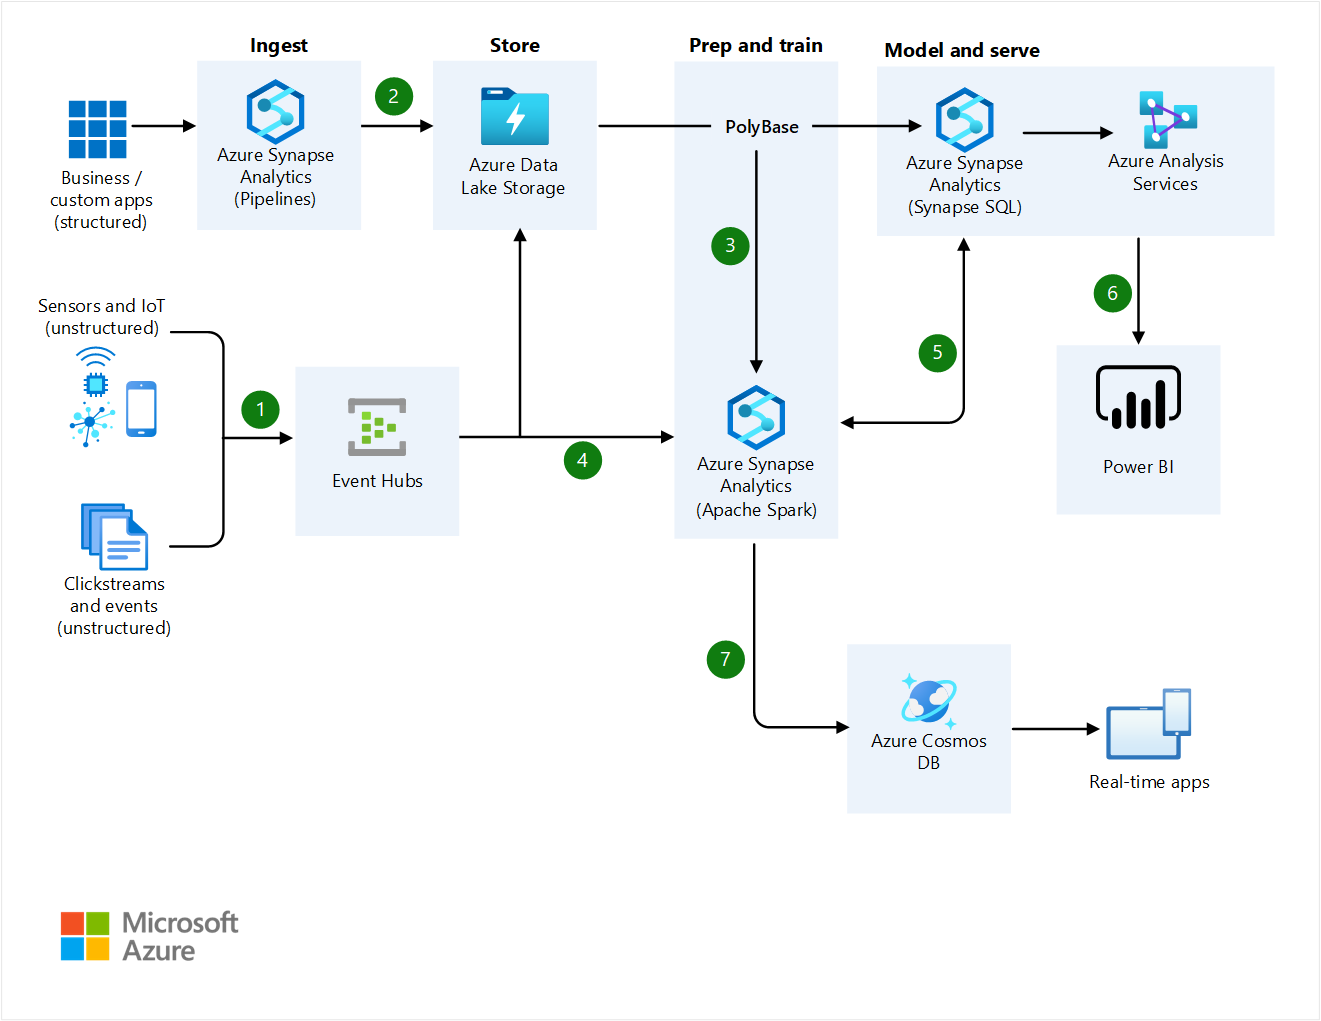 Ingest
Store
Prep and train
Model and serve
2
Azure Synapse
Analytics
(Pipelines)
Azure Data
Lake Storage
PolyBase
Azure Synapse
Analytics
(Synapse SQL)
Azure Analysis
Services
Business /
custom apps
(structured)
3
Sensors and IoT
(unstructured)
6
5
1
Event Hubs
4
Azure Synapse
Analytics
(Apache Spark)
Power BI
Clickstreams
and events
(unstructured)
7
Azure Cosmos
DB
Real-time apps
Microsoft
Azure